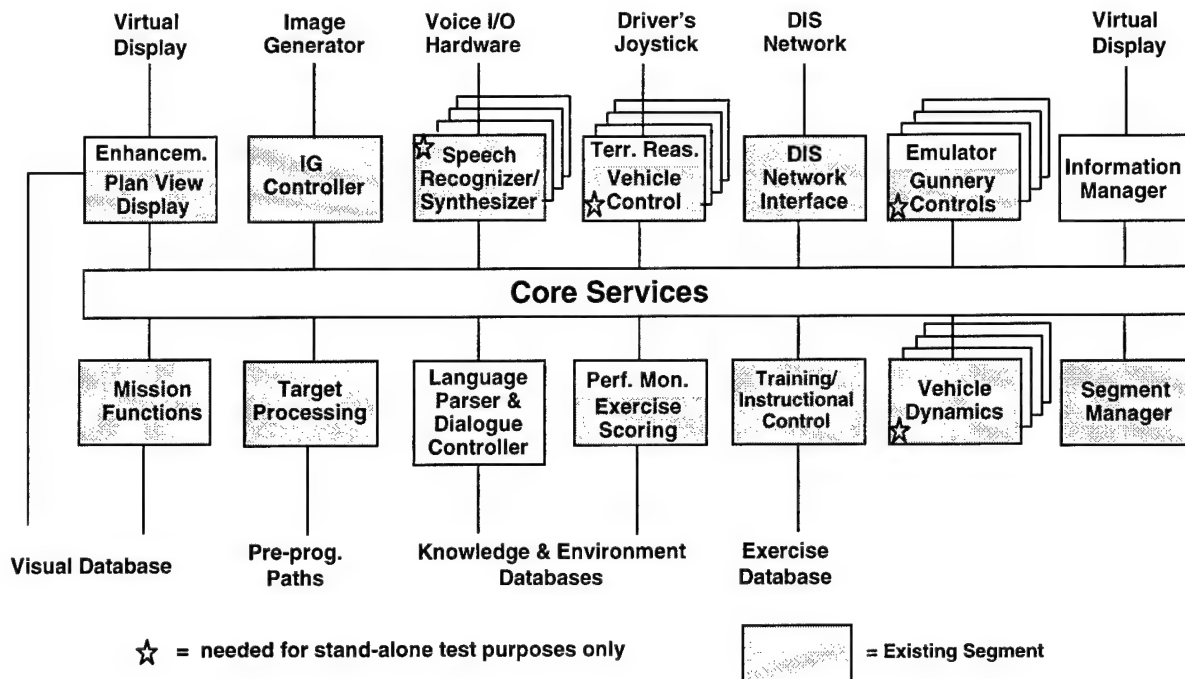 Virtual
Display
Image
Generator
Voice I/O
Hardware
Driver's
Joystick
DIS
Network
Virtual
Display
Enhancem.
Plan View
Display
IG
Controller
Speech
Recognizer/
Synthesizer
Terr. Reas.
Vehicle
Control
DIS
Network
Interface
Emulator
Gunnery
Controls
Information
Manager
Core Services
Mission
Functions
Target
Processing
Language
Parser &
Dialogue
Controller
Perf. Mon.
Exercise
Scoring
Training/
Instructional
Control
Vehicle
Dynamics
Segment
Manager
Visual Database
Pre-prog.
Paths
Knowledge & Environment
Databases
Exercise
Database
= needed for stand-alone test purposes only
= Existing Segment